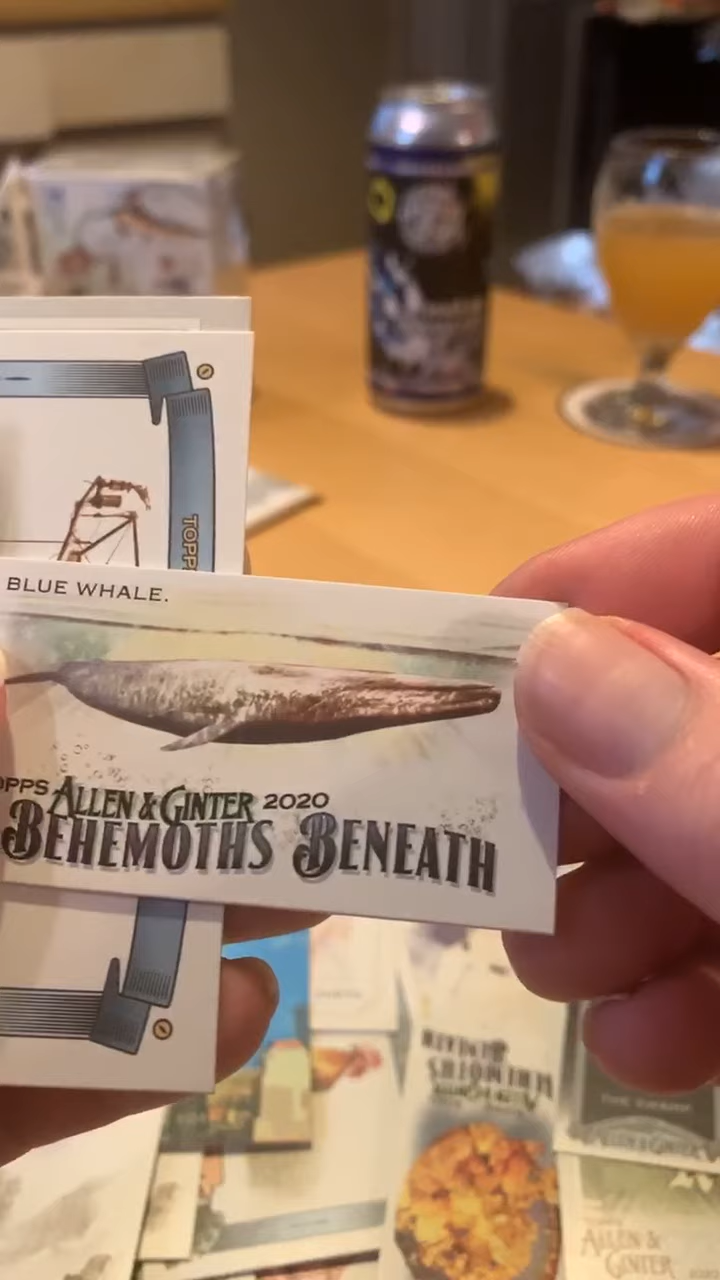 TOPP
BLUE WHALE.
OPPS ALLEN & GINTER 2020
BEHEMOTHS BENEATH
ALLEN &
GINTER